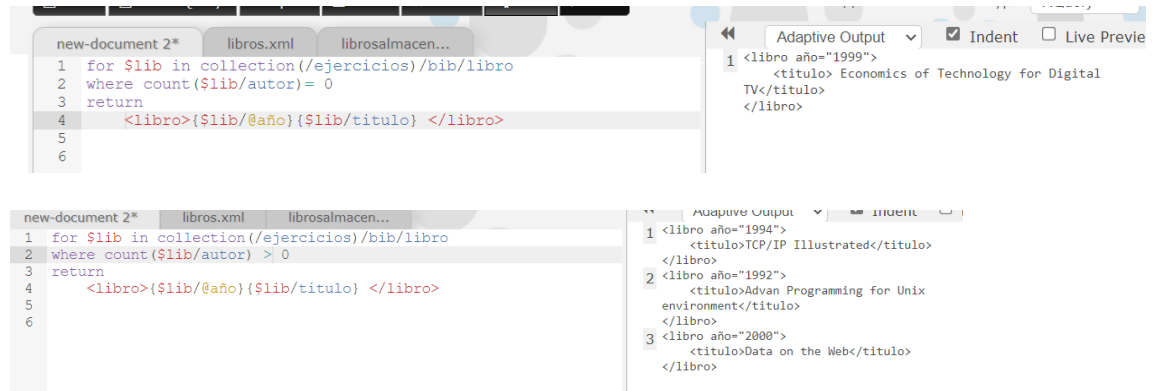 new-document 2*
libros.xml
librosalmacen...
1 for $lib in collection(/ejercicios)/bib/libro
2 where count($lib/autor)= 0
3 return
4 <libro>{$lib/@año}{$lib/titulo} </libro>
5
6
Adaptive Output
Indent
Live Previe
1 <libro año="1999">
<titulo> Economics of Technology for Digital
TV</titulo>
</libro>
new-document 2*
libros.xml
librosalmacen...
1 for $lib in collection(/ejercicios)/bib/libro
2 where count($lib/autor) > 0
3 return
4 <libro>{$lib/@año}{$lib/titulo} </libro>
5
6
Adaptive Output
Indent
1 <libro año="1994">
<titulo>TCP/IP Illustrated</titulo>
</libro>
2 <libro año="1992">
<titulo>Advan Programming for Unix
environment</titulo>
</libro>
3 <libro año="2000">
<titulo>Data on the Web</titulo>
</libro>